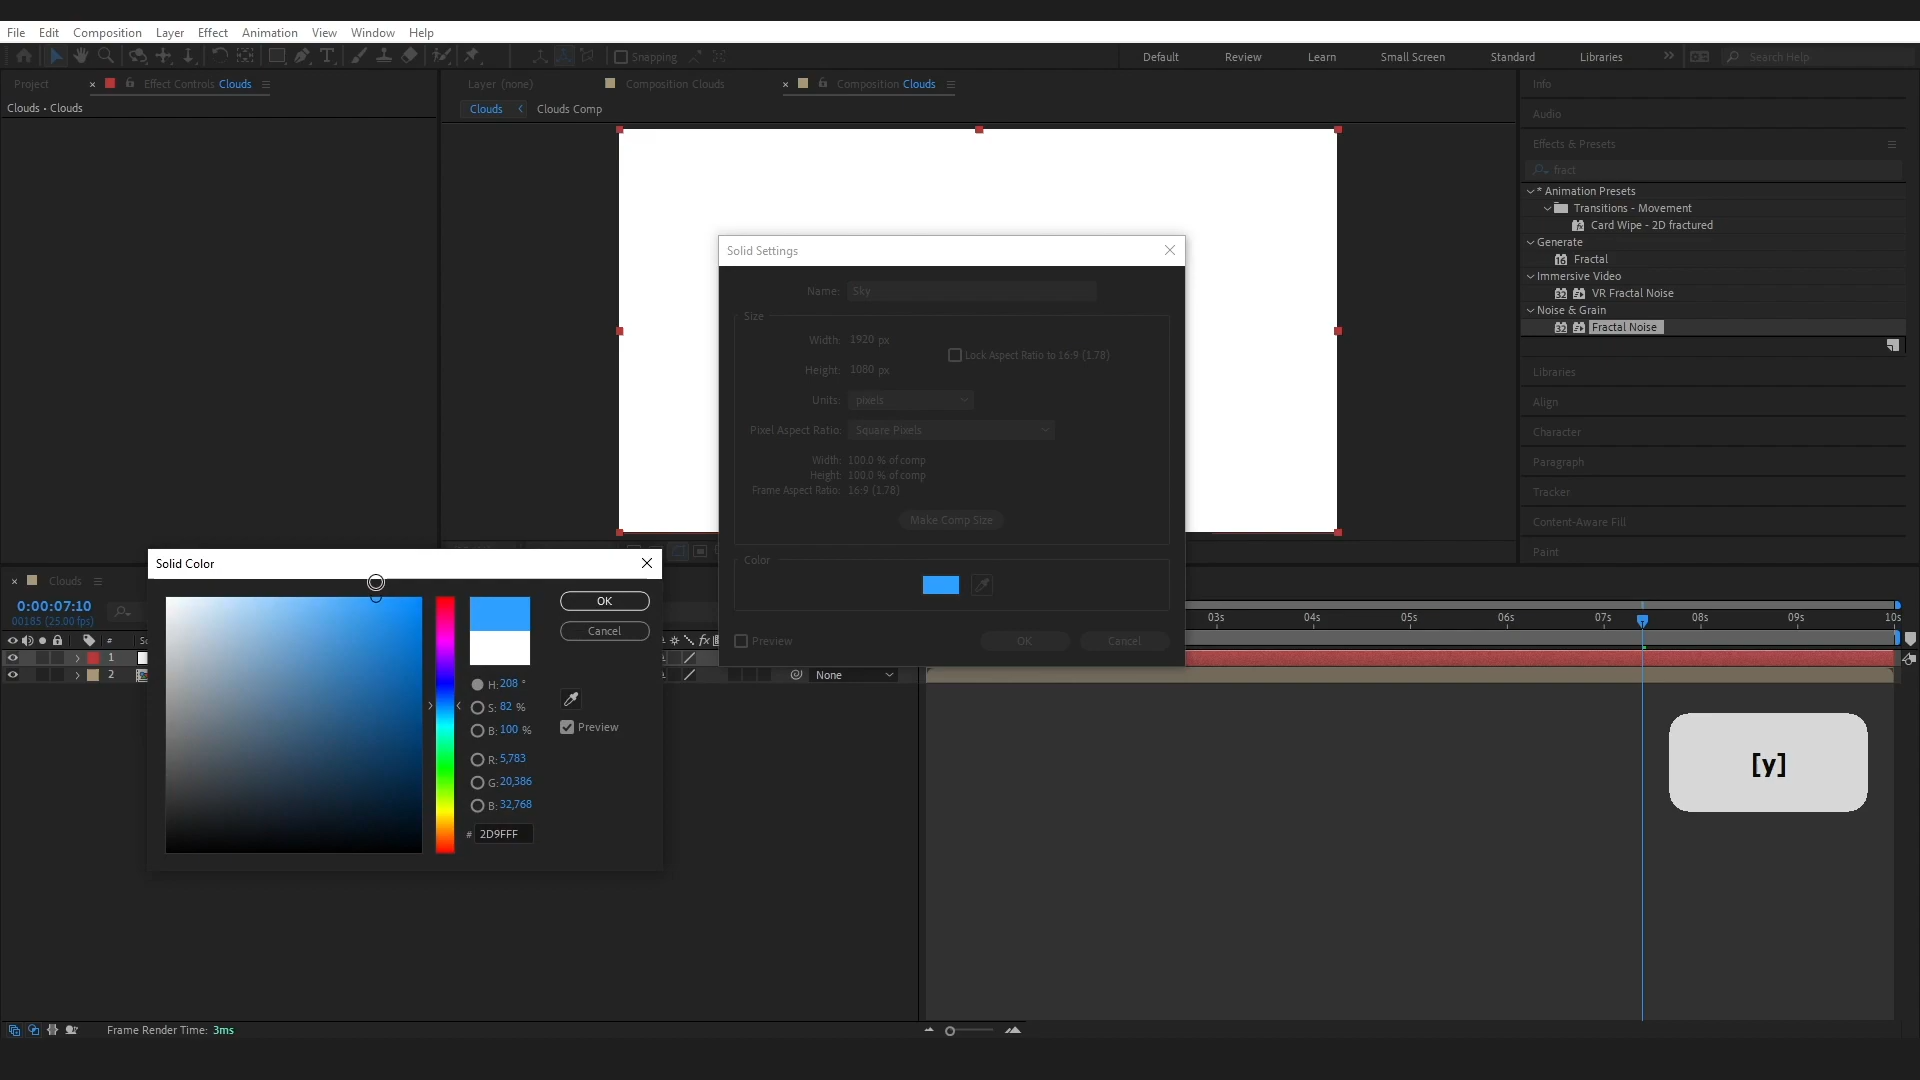 File Edit Composition Layer Effect Animation View Window Help
Snapping
Default Review Learn Small Screen Standard Libraries Search Help
Project Effect Controls Clouds
Clouds • Clouds
Layer (none) Composition Clouds Composition Clouds
Clouds Clouds Comp
Info
Audio
Effects & Presets
fract
* Animation Presets
Transitions - Movement
Card Wipe - 2D fractured
Generate
Fractal
Immersive Video
VR Fractal Noise
Noise & Grain
Fractal Noise
Libraries
Align
Character
Paragraph
Tracker
Content-Aware Fill
Paint
Solid Settings
Name: Sky
Size
Width: 1920 px
Lock Aspect Ratio to 16:9 (1.78)
Height: 1080 px
Units: pixels
Pixel Aspect Ratio: Square Pixels
Width: 100.0 % of comp
Height: 100.0 % of comp
Frame Aspect Ratio: 16:9 (1.78)
Make Comp Size
Color
Preview OK Cancel
Solid Color
OK
Cancel
H: 208 °
S: 82 %
B: 100 %
Preview
R: 5,783
G: 20,386
B: 32,768
# 2D9FFF
Clouds
0:00:07:10
00185 (25.00 fps)
#
1
2
fx
None
03s 04s 05s 06s 07s 08s 09s 10s
[y]
Frame Render Time: 3ms